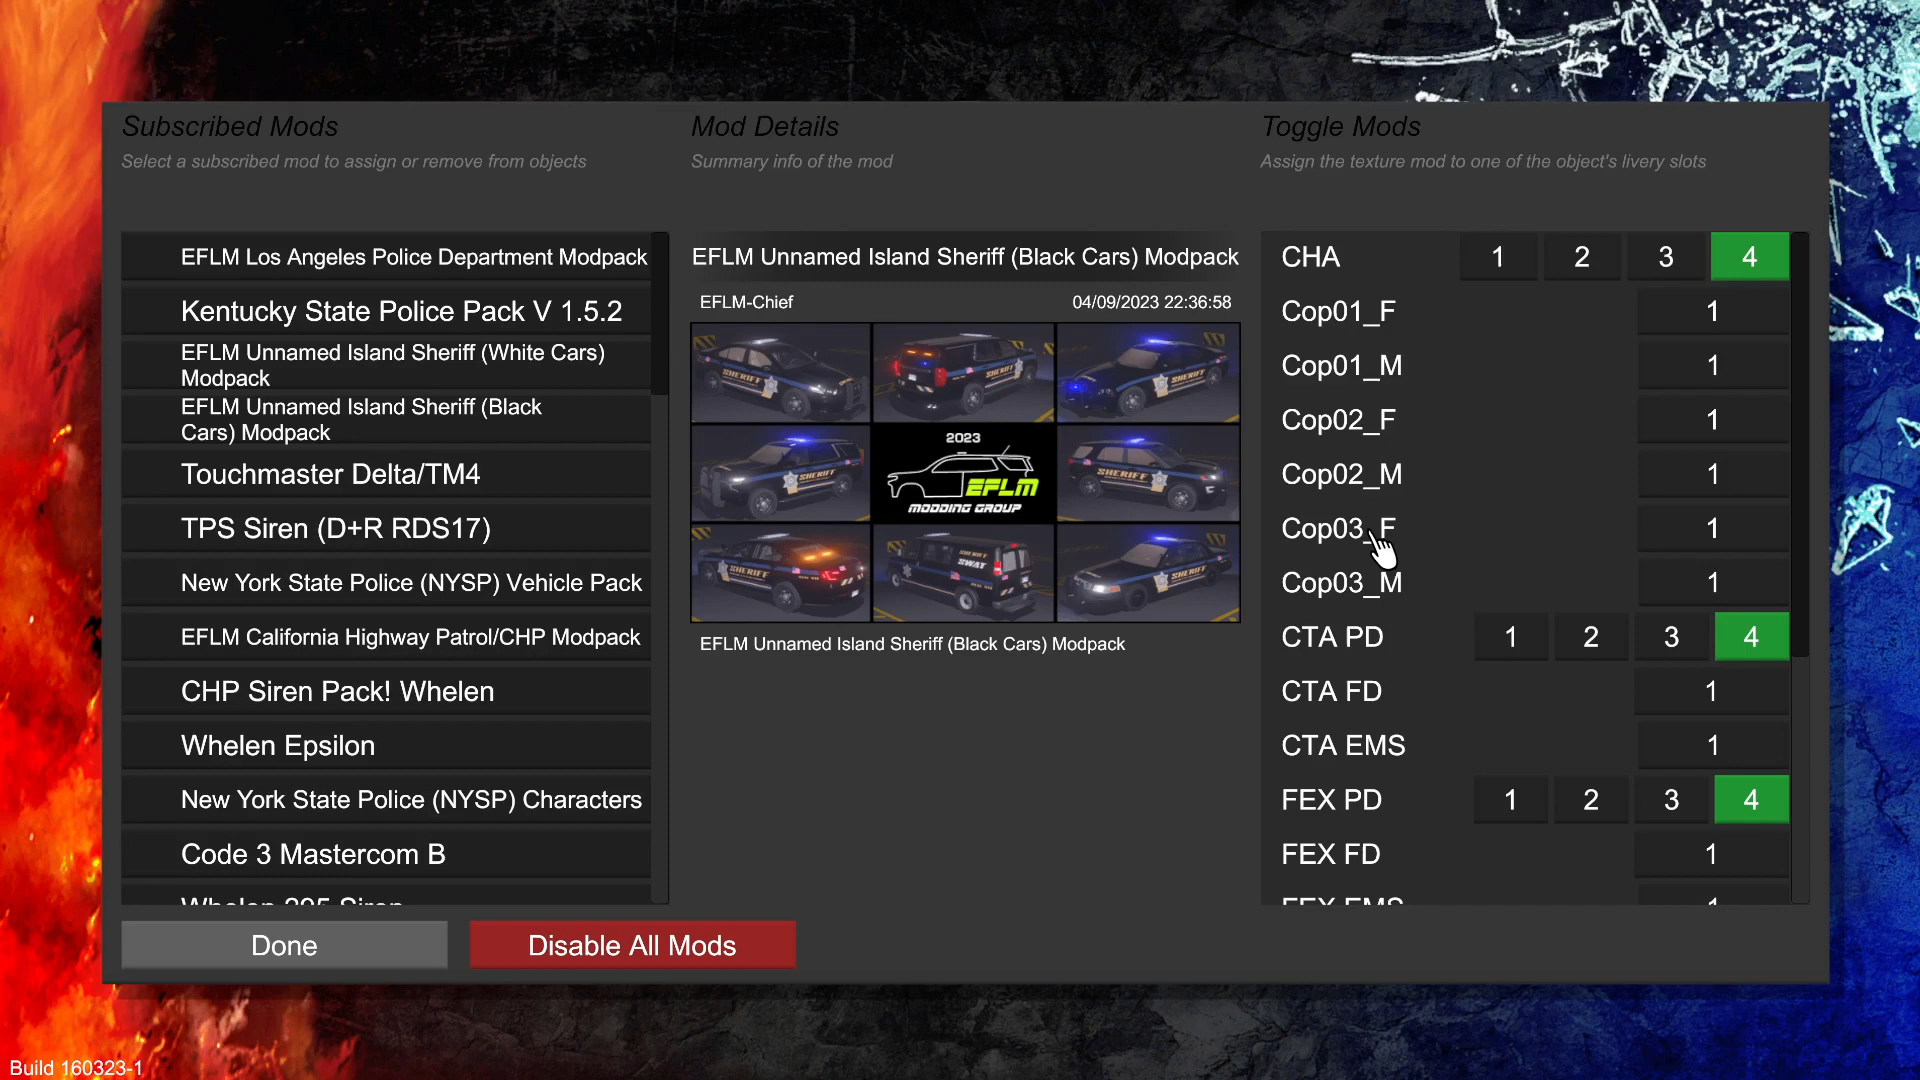 Subscribed Mods
Select a subscribed mod to assign or remove from objects
EFLM Los Angeles Police Department Modpack
Kentucky State Police Pack V 1.5.2
EFLM Unnamed Island Sheriff (White Cars)
Modpack
EFLM Unnamed Island Sheriff (Black
Cars) Modpack
Touchmaster Delta/TM4
TPS Siren (D+R RDS17)
New York State Police (NYSP) Vehicle Pack
EFLM California Highway Patrol/CHP Modpack
CHP Siren Pack! Whelen
Whelen Epsilon
New York State Police (NYSP) Characters
Code 3 Mastercom B
Whelen 295 Siren
Done
Disable All Mods
Mod Details
Summary info of the mod
EFLM Unnamed Island Sheriff (Black Cars) Modpack
EFLM-Chief 04/09/2023 22:36:58
SHERIFF
SHERIFF
SHERIFF
SHERIFF
2023
EFLM
MODDING GROUP
SHERIFF
SHERIFF
SHERIFF
SWAT
SHERIFF
EFLM Unnamed Island Sheriff (Black Cars) Modpack
Toggle Mods
Assign the texture mod to one of the object's livery slots
CHA 1 2 3 4
Cop01_F 1
Cop01_M 1
Cop02_F 1
Cop02_M 1
Cop03_F 1
Cop03_M 1
CTA PD 1 2 3 4
CTA FD 1
CTA EMS 1
FEX PD 1 2 3 4
FEX FD 1
FEX EMS 1
Build 160323-1